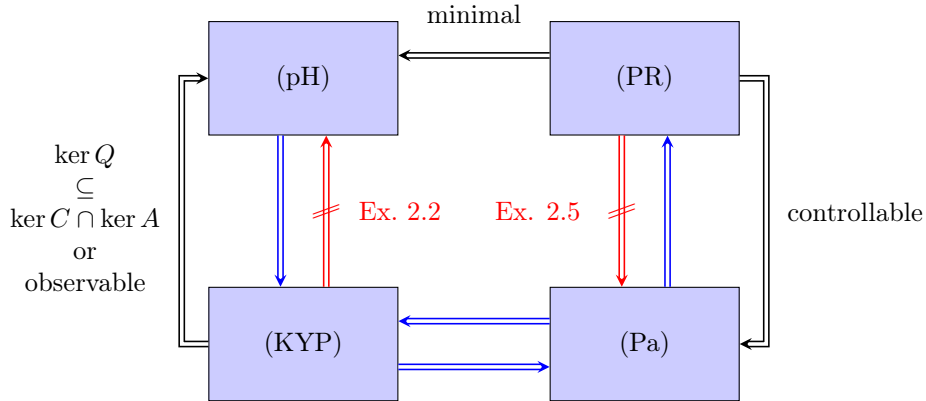 minimal
(pH)
(PR)
ker Q
⊆
ker C ∩ ker A
or
observable
Ex. 2.2
Ex. 2.5
controllable
(KYP)
(Pa)